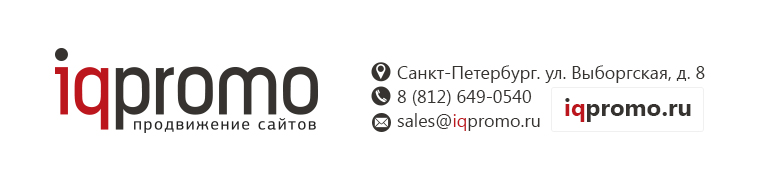 iqpromo
продвижение сайтов
Санкт-Петербург. ул. Выборгская, д. 8
8 (812) 649-0540
sales@iqpromo.ru
iqpromo.ru